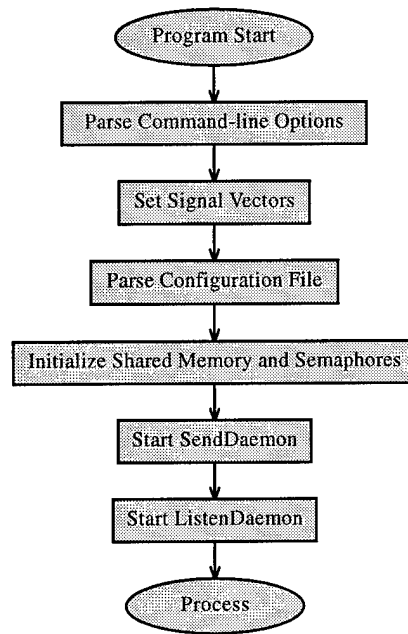 Program Start
Parse Command-line Options
Set Signal Vectors
Parse Configuration File
Initialize Shared Memory and Semaphores
Start SendDaemon
Start ListenDaemon
Process